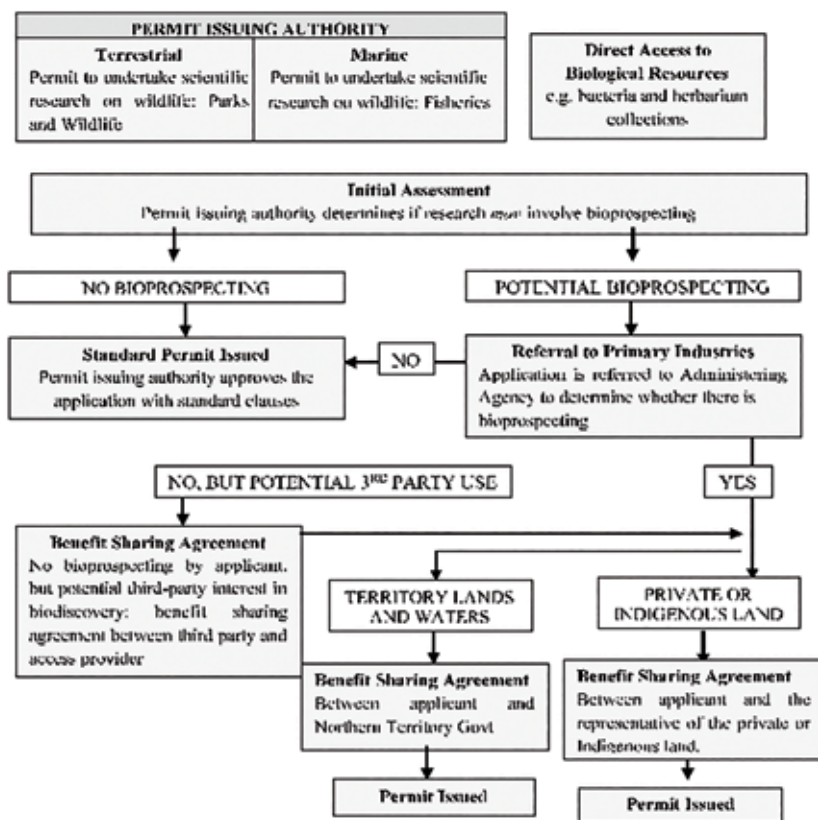 PERMIT ISSUING AUTHORITY
Terrestrial
Permit to undertake scientific
research on wildlife: Parks
and Wildlife
Marine
Permit to undertake scientific
research on wildlife: Fisheries
Direct Access to
Biological Resources
e.g. bacteria and herbarium
collections
Initial Assessment
Permit issuing authority determines if research may involve bioprospecting
NO BIOPROSPECTING
POTENTIAL BIOPROSPECTING
Standard Permit Issued
Permit issuing authority approves the
application with standard clauses
NO
Referral to Primary Industries
Application is referred to Administering
Agency to determine whether there is
bioprospecting
NO, BUT POTENTIAL 3RD PARTY USE
YES
Benefit Sharing Agreement
No bioprospecting by applicant,
but potential third-party interest in
biodiscovery: benefit sharing
agreement between third party and
access provider
TERRITORY LANDS
AND WATERS
PRIVATE OR
INDIGENOUS LAND
Benefit Sharing Agreement
Between applicant and
Northern Territory Govt
Benefit Sharing Agreement
Between applicant and the
representative of the private or
Indigenous land.
Permit Issued
Permit Issued